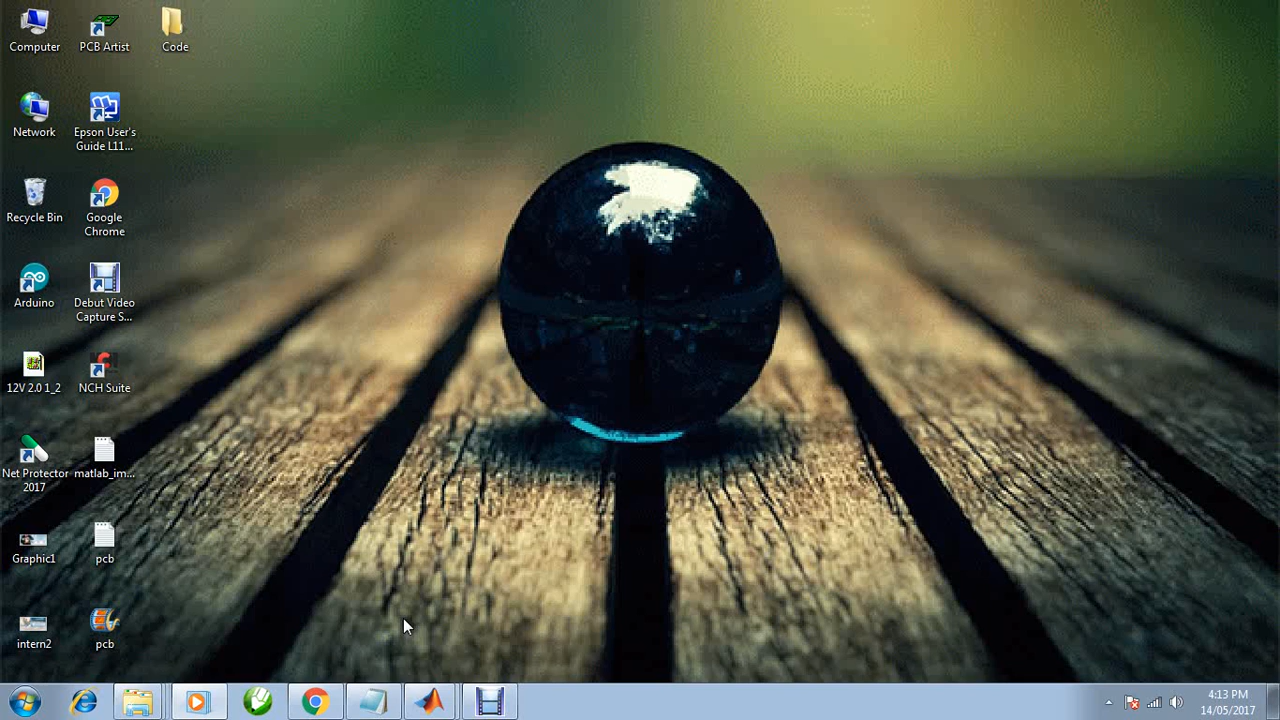 Computer
PCB Artist
Code
Network
Epson User's
Guide L11...
Recycle Bin
Google
Chrome
Arduino
Debut Video
Capture S...
12V 2.0 1_2
NCH Suite
Net Protector
2017
matlab_im...
Graphic1
pcb
intern2
pcb
4:13 PM
14/05/2017